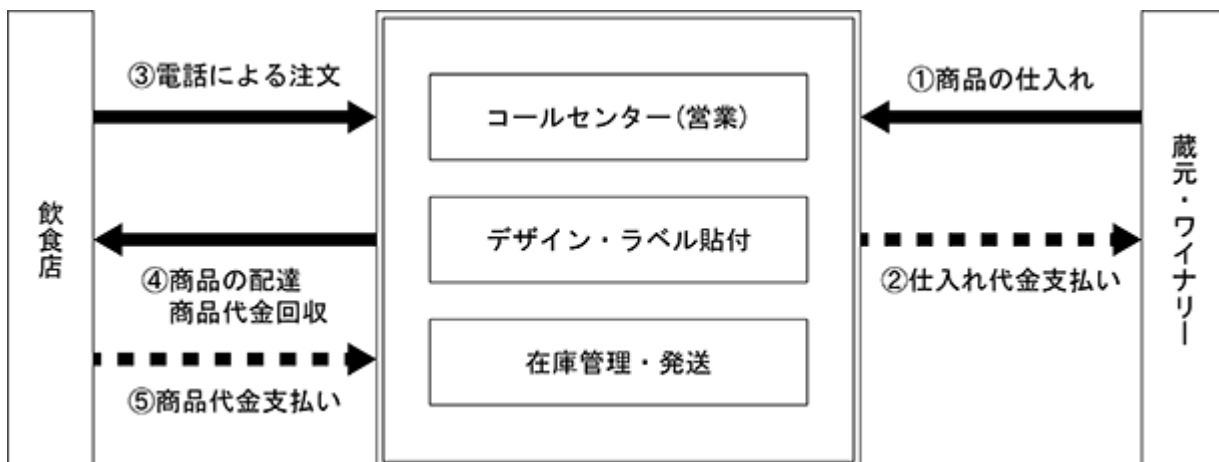 飲食店
③電話による注文
④商品の配達
商品代金回収
⑤商品代金支払い
コールセンター(営業)
デザイン・ラベル貼付
在庫管理・発送
①商品の仕入れ
②仕入れ代金支払い
蔵元・ワイナリー